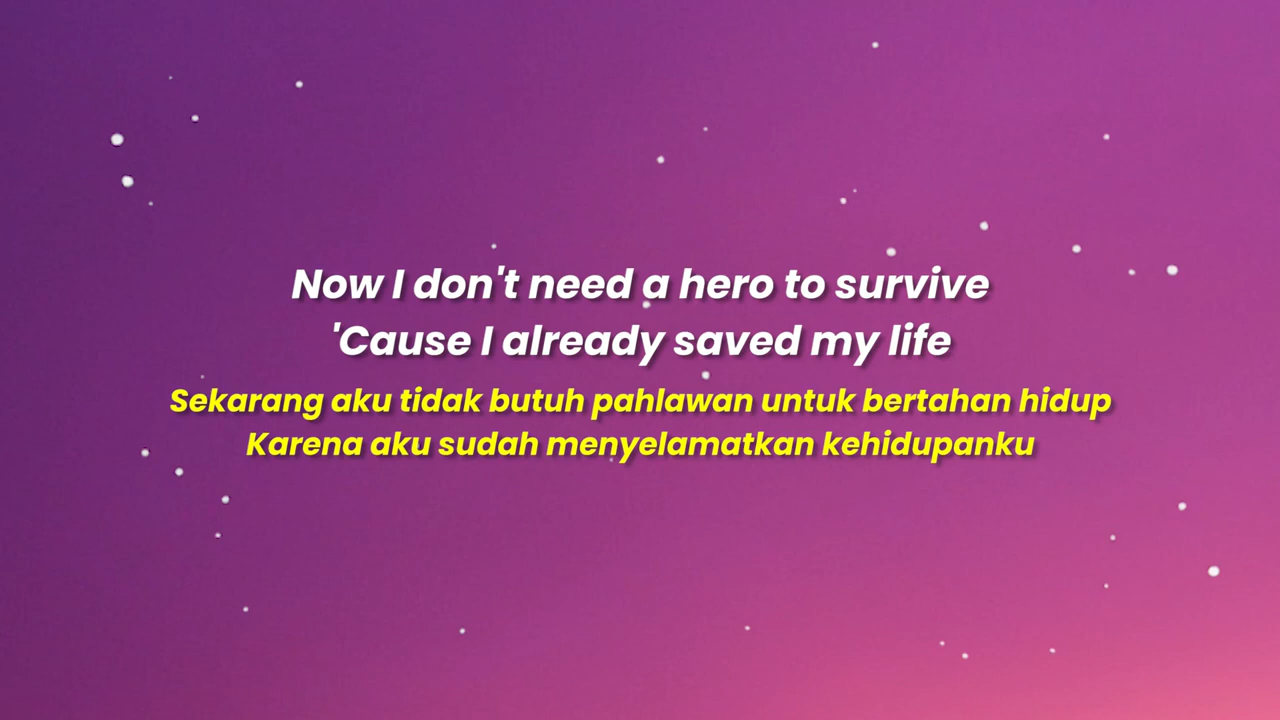 Now I don't need a hero to survive
'Cause I already saved my life
Sekarang aku tidak butuh pahlawan untuk bertahan hidup
Karena aku sudah menyelamatkan kehidupanku